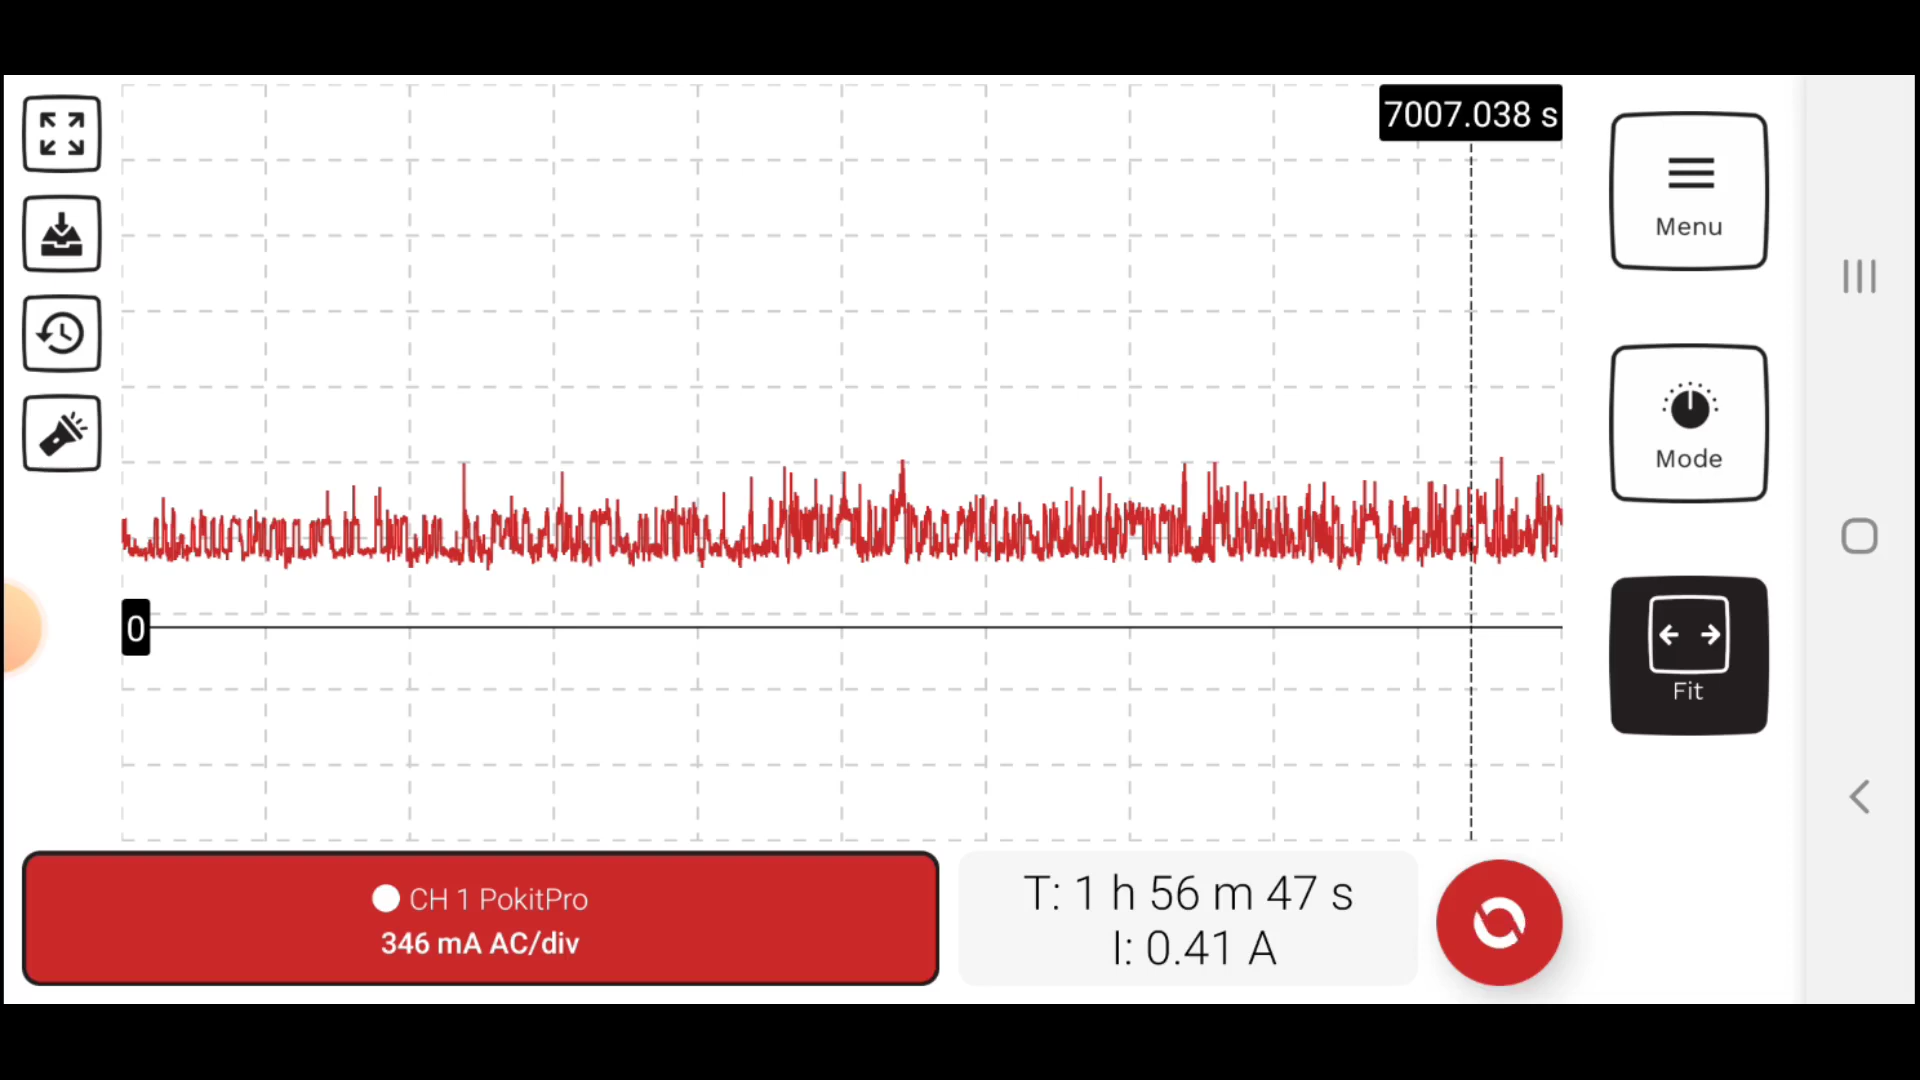 7007.038 s
Menu
Mode
0
Fit
CH 1 PokitPro
346 mA AC/div
T: 1 h 56 m 47 s
I: 0.41 A